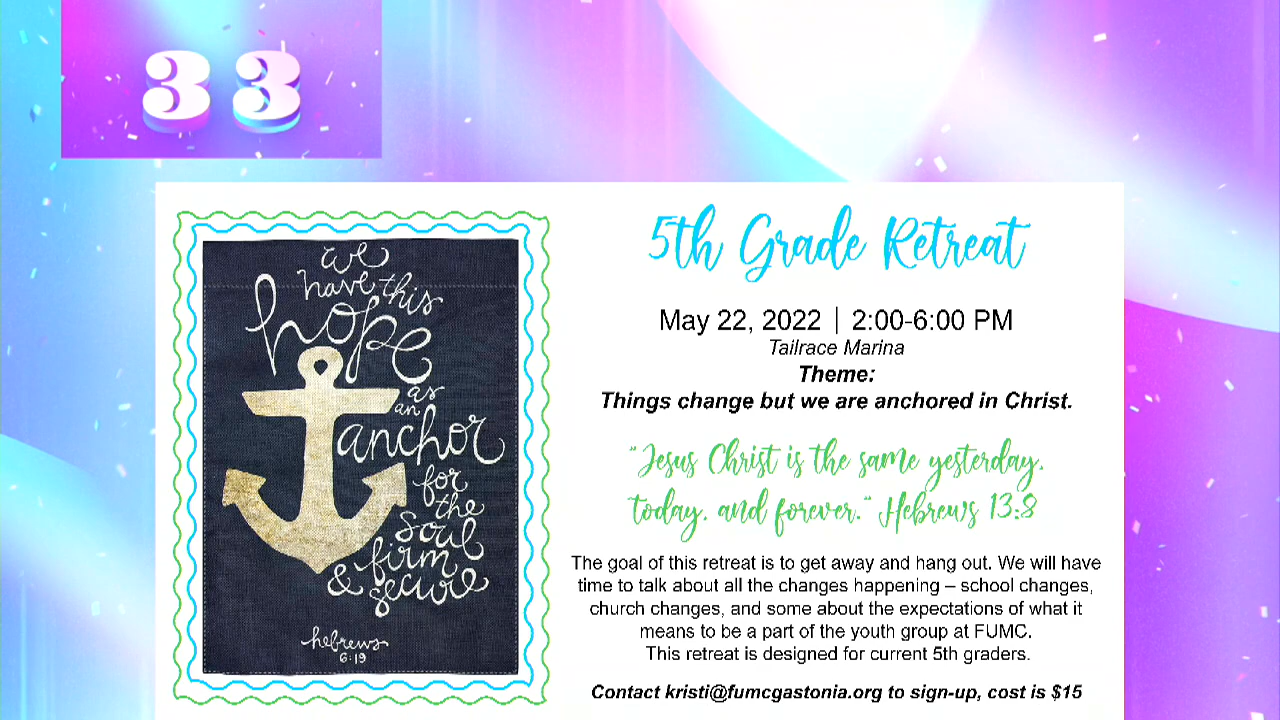 33
we
have this
hope
as
an
anchor
for
the
soul
firm
& secure
hebrews
6:19
5th Grade Retreat
May 22, 2022 | 2:00-6:00 PM
Tailrace Marina
Theme:
Things change but we are anchored in Christ.
"Jesus Christ is the same yesterday,
today, and forever." Hebrews 13:8
The goal of this retreat is to get away and hang out. We will have
time to talk about all the changes happening – school changes,
church changes, and some about the expectations of what it
means to be a part of the youth group at FUMC.
This retreat is designed for current 5th graders.
Contact kristi@fumcgastonia.org to sign-up, cost is $15